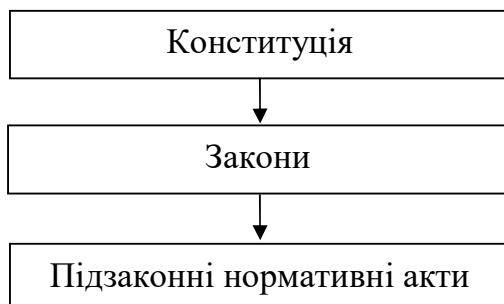 Конституція
Закони
Підзаконні нормативні акти